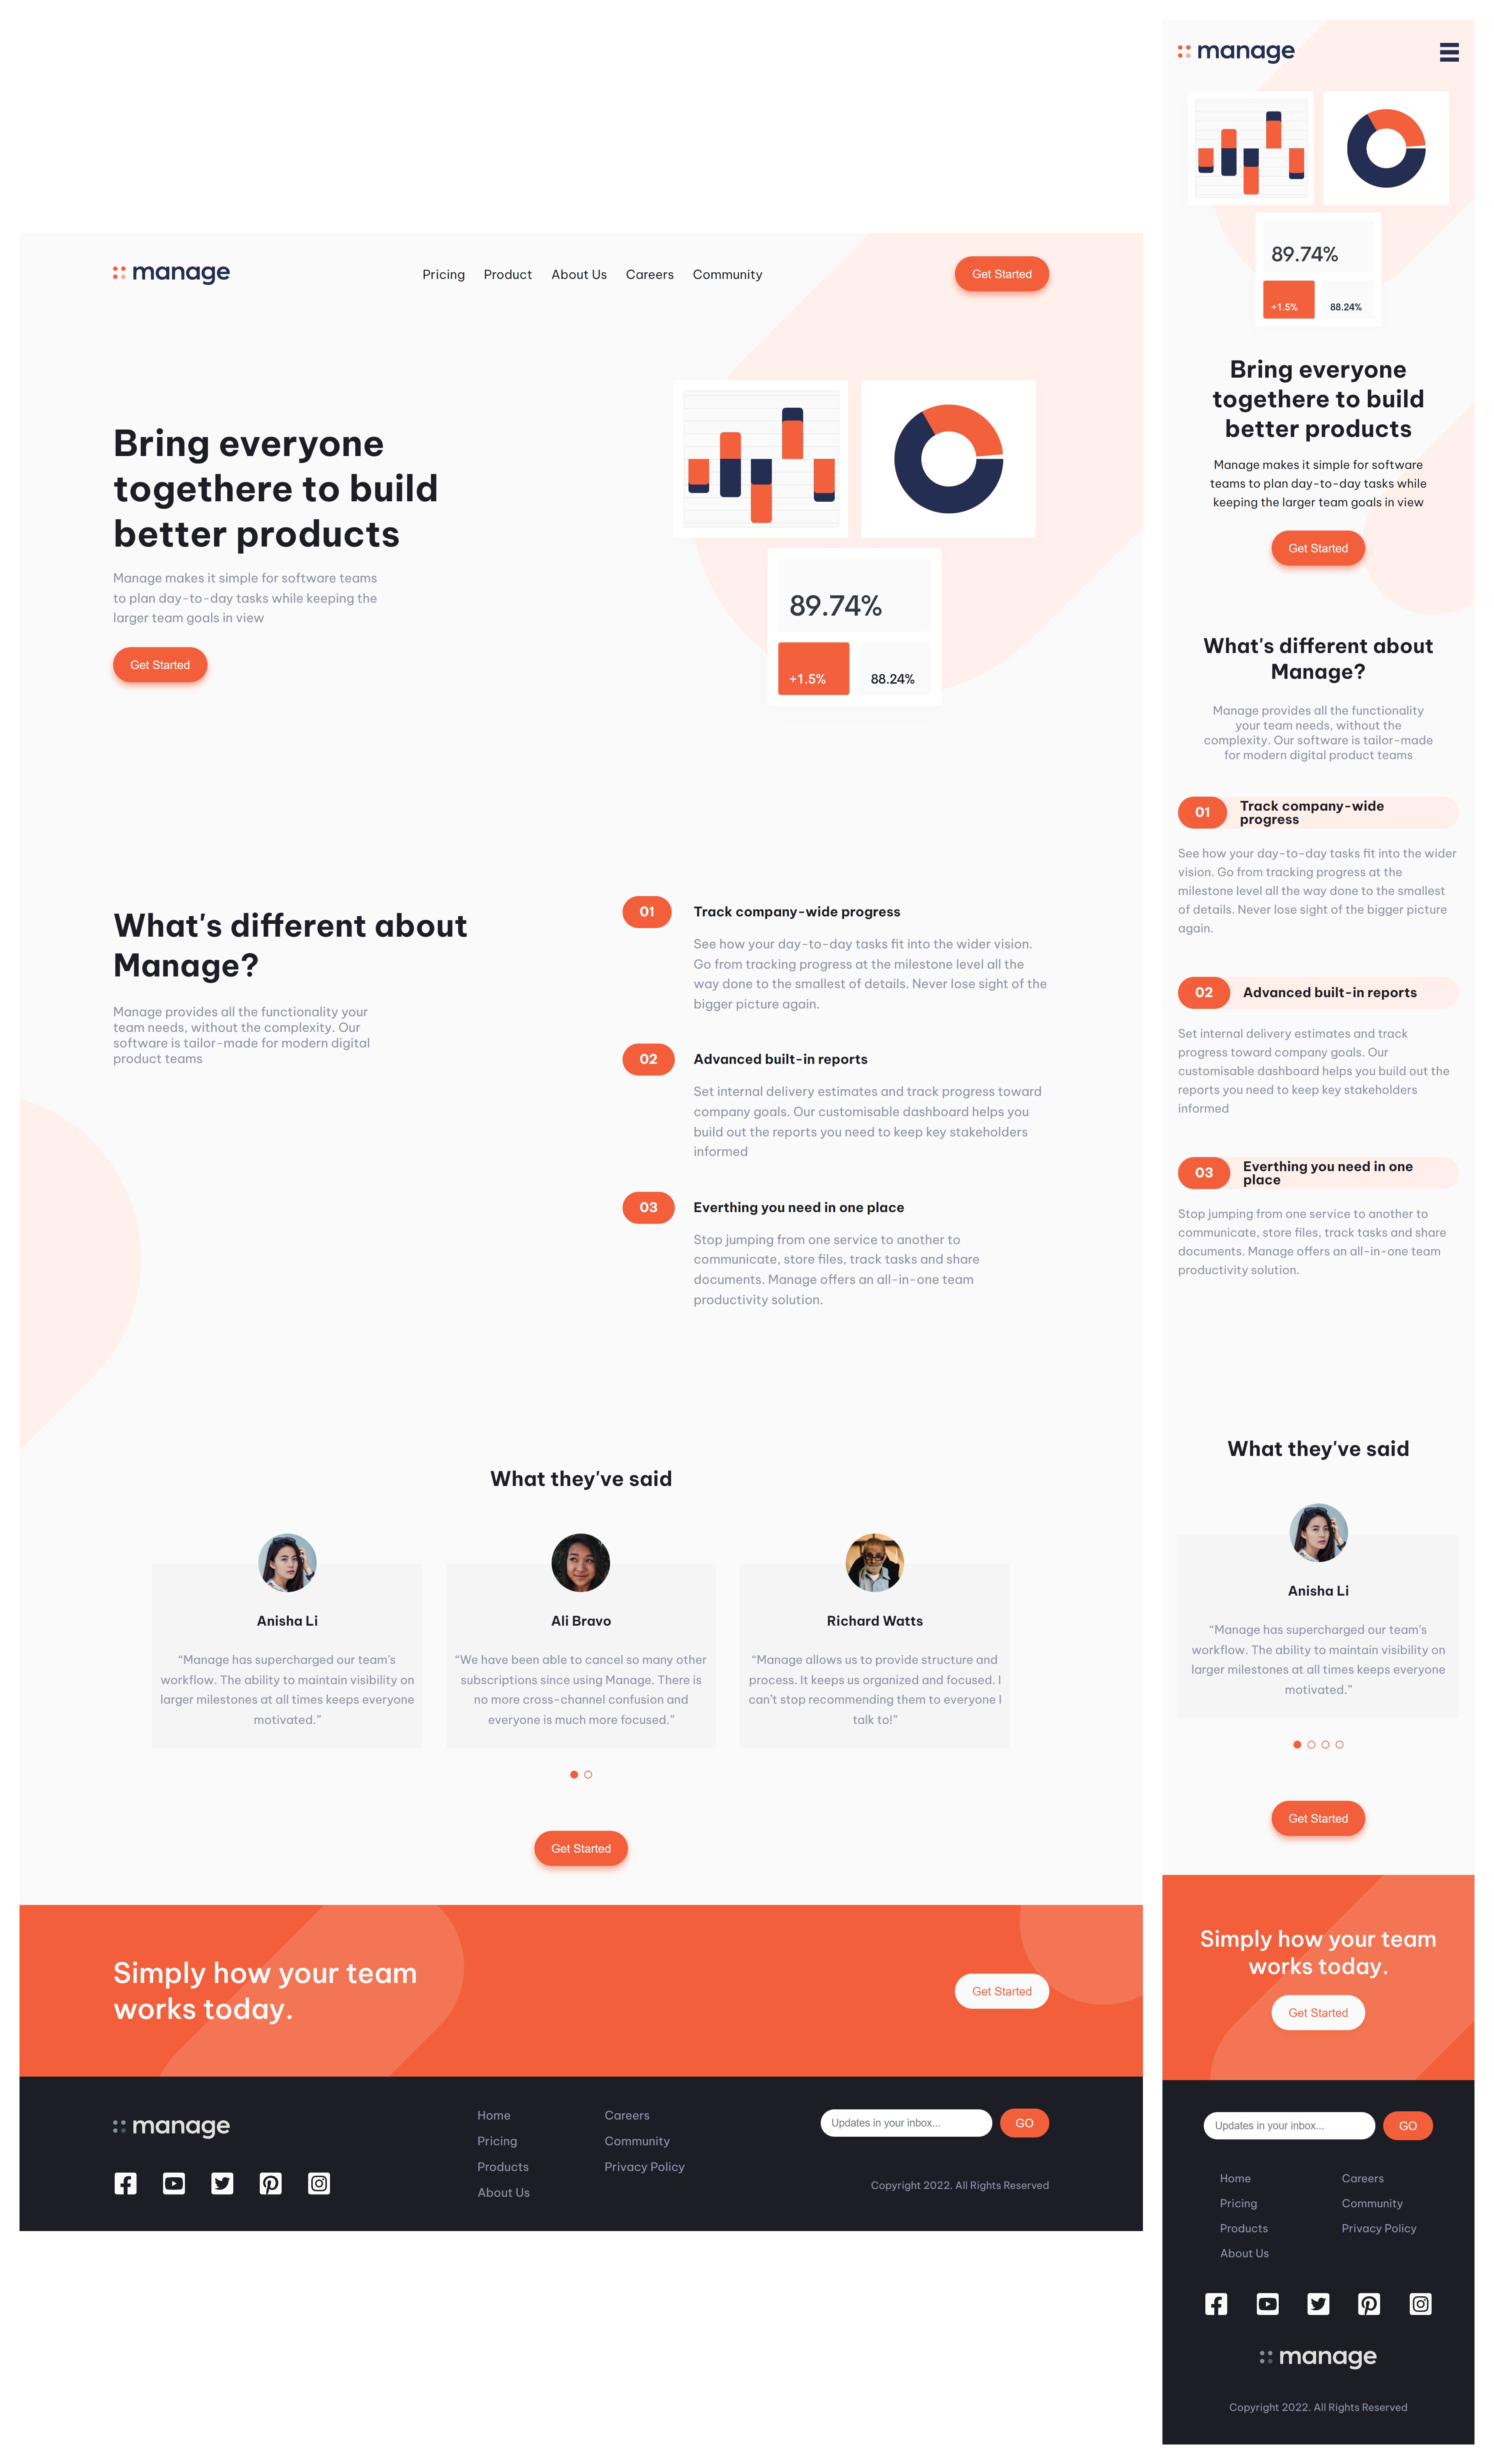 manage
Pricing Product About Us Careers Community
Get Started
Bring everyone
togethere to build
better products
Manage makes it simple for software teams
to plan day-to-day tasks while keeping the
larger team goals in view
Get Started
89.74%
+1.5% 88.24%
What's different about
Manage?
Manage provides all the functionality your
team needs, without the complexity. Our
software is tailor-made for modern digital
product teams
01 Track company-wide progress
See how your day-to-day tasks fit into the wider vision.
Go from tracking progress at the milestone level all the
way done to the smallest of details. Never lose sight of the
bigger picture again.
02 Advanced built-in reports
Set internal delivery estimates and track progress toward
company goals. Our customisable dashboard helps you
build out the reports you need to keep key stakeholders
informed
03 Everthing you need in one place
Stop jumping from one service to another to
communicate, store files, track tasks and share
documents. Manage offers an all-in-one team
productivity solution.
What they've said
Anisha Li
“Manage has supercharged our team’s
workflow. The ability to maintain visibility on
larger milestones at all times keeps everyone
motivated.”
Ali Bravo
“We have been able to cancel so many other
subscriptions since using Manage. There is
no more cross-channel confusion and
everyone is much more focused.”
Richard Watts
“Manage allows us to provide structure and
process. It keeps us organized and focused. I
can’t stop recommending them to everyone I
talk to!”
Get Started
Simply how your team
works today.
Get Started
manage
Home
Pricing
Products
About Us
Careers
Community
Privacy Policy
Updates in your inbox...
GO
Copyright 2022. All Rights Reserved
manage
89.74%
+1.5% 88.24%
Bring everyone
togethere to build
better products
Manage makes it simple for software
teams to plan day-to-day tasks while
keeping the larger team goals in view
Get Started
What's different about
Manage?
Manage provides all the functionality
your team needs, without the
complexity. Our software is tailor-made
for modern digital product teams
01 Track company-wide
progress
See how your day-to-day tasks fit into the wider
vision. Go from tracking progress at the
milestone level all the way done to the smallest
of details. Never lose sight of the bigger picture
again.
02 Advanced built-in reports
Set internal delivery estimates and track
progress toward company goals. Our
customisable dashboard helps you build out the
reports you need to keep key stakeholders
informed
03 Everthing you need in one
place
Stop jumping from one service to another to
communicate, store files, track tasks and share
documents. Manage offers an all-in-one team
productivity solution.
What they've said
Anisha Li
“Manage has supercharged our team’s
workflow. The ability to maintain visibility on
larger milestones at all times keeps everyone
motivated.”
Get Started
Simply how your team
works today.
Get Started
Updates in your inbox...
GO
Home
Pricing
Products
About Us
Careers
Community
Privacy Policy
manage
Copyright 2022. All Rights Reserved